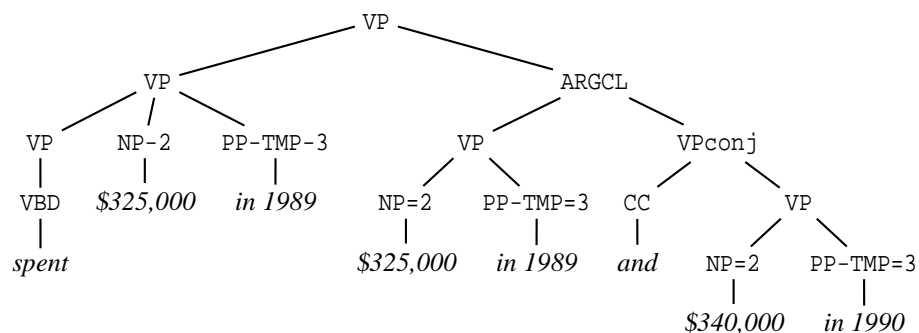 VP
VP ARGCL
VP NP-2 PP-TMP-3 VP VPconj
VBD $325,000 in 1989 NP=2 PP-TMP=3 CC VP
spent $325,000 in 1989 and NP=2 PP-TMP=3
$340,000 in 1990